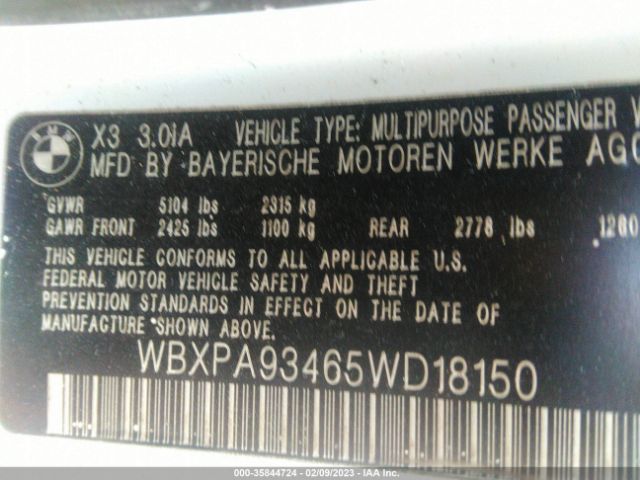 BMW
X3 3.0iA VEHICLE TYPE: MULTIPURPOSE PASSENGER
MFD BY BAYERISCHE MOTOREN WERKE AG
GVWR 5104 lbs 2315 kg
GAWR FRONT 2425 lbs 1100 kg REAR 2778 lbs 1260
THIS VEHICLE CONFORMS TO ALL APPLICABLE U.S.
FEDERAL MOTOR VEHICLE SAFETY AND THEFT
PREVENTION STANDARDS IN EFFECT ON THE DATE OF
MANUFACTURE SHOWN ABOVE.
WBXPA93465WD18150
000-35844724 - 02/09/2023 - IAA Inc.